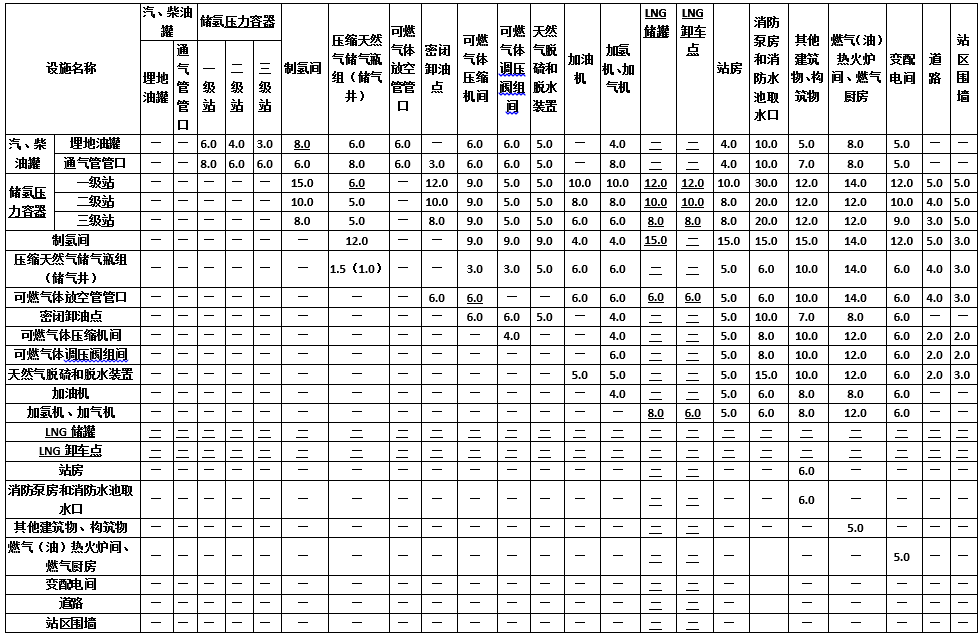 设施名称 汽、柴油罐 储氢压力容器 制氢间 压缩天然气储气瓶组（储气井） 可燃气体放空管管口 密闭卸油点 可燃气体压缩机间 可燃气体调压阀组间 天然气脱硫和脱水装置 加油机 加氢机、加气机 LNG储罐 LNG卸车点 站房 消防泵房和消防水池取水口 其他建筑物、构筑物 燃气（油）热火炉间、燃气厨房 变配电间 道路 站区围墙
埋地油罐 通气管管口 一级站 二级站 三级站
汽、柴油罐 埋地油罐 — — 6.0 4.0 3.0 8.0 6.0 6.0 — 6.0 6.0 5.0 — 4.0 — — 4.0 10.0 5.0 8.0 5.0 — —
通气管管口 — — 8.0 6.0 6.0 6.0 8.0 6.0 3.0 6.0 6.0 5.0 — 8.0 — — 4.0 10.0 7.0 8.0 5.0 — —
储氢压力容器 一级站 — — — — — 15.0 6.0 — 12.0 9.0 5.0 5.0 10.0 10.0 12.0 12.0 10.0 30.0 12.0 14.0 12.0 5.0 5.0
二级站 — — — — — 10.0 5.0 — 10.0 9.0 5.0 5.0 8.0 8.0 10.0 10.0 8.0 20.0 12.0 12.0 10.0 4.0 5.0
三级站 — — — — — 8.0 5.0 — 8.0 9.0 5.0 5.0 6.0 6.0 8.0 8.0 8.0 20.0 12.0 12.0 9.0 3.0 5.0
制氢间 — — — — — — 12.0 — — 9.0 9.0 9.0 4.0 4.0 15.0 — 15.0 15.0 15.0 14.0 12.0 5.0 3.0
压缩天然气储气瓶组（储气井） — — — — — — 1.5（1.0） — — 3.0 3.0 5.0 6.0 6.0 — — 5.0 6.0 10.0 14.0 6.0 4.0 3.0
可燃气体放空管管口 — — — — — — — — 6.0 6.0 — — 6.0 6.0 6.0 6.0 5.0 6.0 10.0 14.0 6.0 4.0 3.0
密闭卸油点 — — — — — — — — — 6.0 6.0 5.0 — 4.0 — — 5.0 10.0 7.0 8.0 6.0 — —
可燃气体压缩机间 — — — — — — — — — — 4.0 — — 4.0 — — 5.0 8.0 10.0 12.0 6.0 2.0 2.0
可燃气体调压阀组间 — — — — — — — — — — — — — 6.0 — — 5.0 8.0 10.0 12.0 6.0 2.0 2.0
天然气脱硫和脱水装置 — — — — — — — — — — — — 5.0 5.0 — — 5.0 15.0 10.0 12.0 6.0 2.0 3.0
加油机 — — — — — — — — — — — — — 4.0 — — 5.0 6.0 8.0 8.0 6.0 — —
加氢机、加气机 — — — — — — — — — — — — — — 8.0 6.0 5.0 6.0 8.0 12.0 6.0 — —
LNG储罐 — — — — — — — — — — — — — — — — — — — — — — —
LNG卸车点 — — — — — — — — — — — — — — — — — — — — — — —
站房 — — — — — — — — — — — — — — — — — — 6.0 — — — —
消防泵房和消防水池取水口 — — — — — — — — — — — — — — — — — — 6.0 — — — —
其他建筑物、构筑物 — — — — — — — — — — — — — — — — — — — 5.0 — — —
燃气（油）热火炉间、燃气厨房 — — — — — — — — — — — — — — — — — — — — 5.0 — —
变配电间 — — — — — — — — — — — — — — — — — — — — — — —
道路 — — — — — — — — — — — — — — — — — — — — — — —
站区围墙 — — — — — — — — — — — — — — — — — — — — — — —